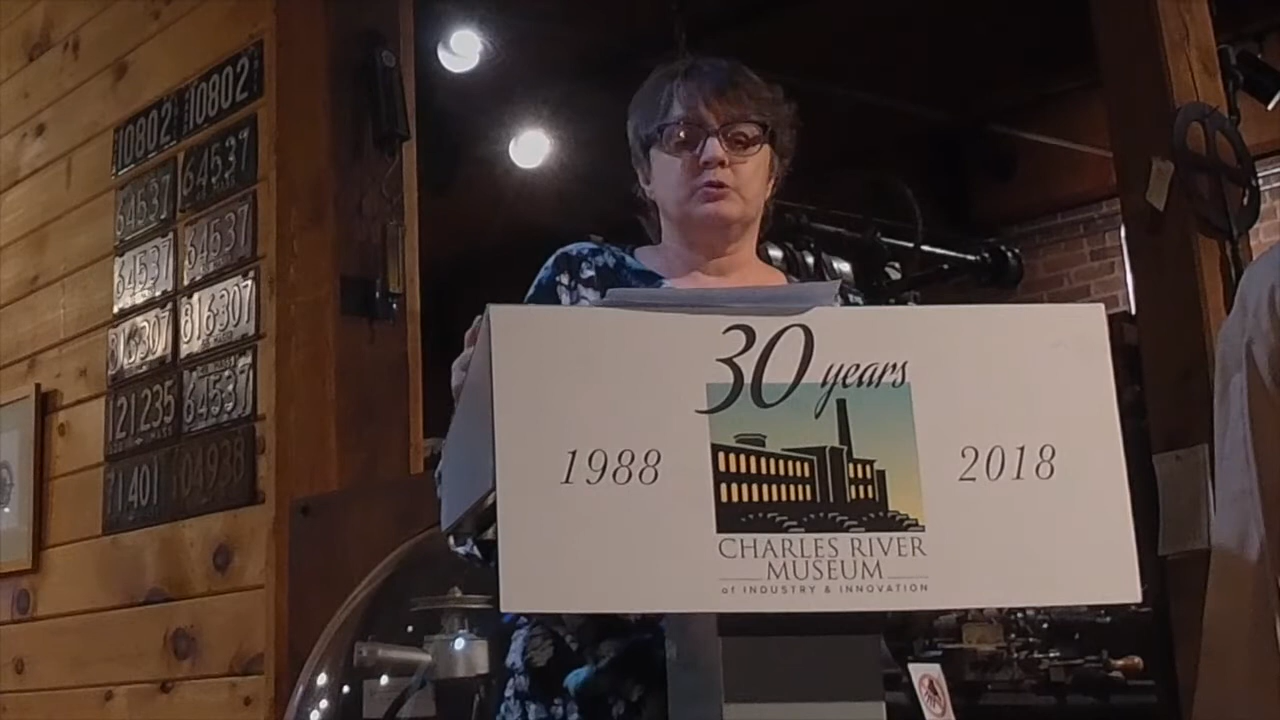 10802 10802
64537 64537
64537 64537
816307 816307
121235 64537
71401 04938
30 years
1988 2018
CHARLES RIVER
MUSEUM
of INDUSTRY & INNOVATION